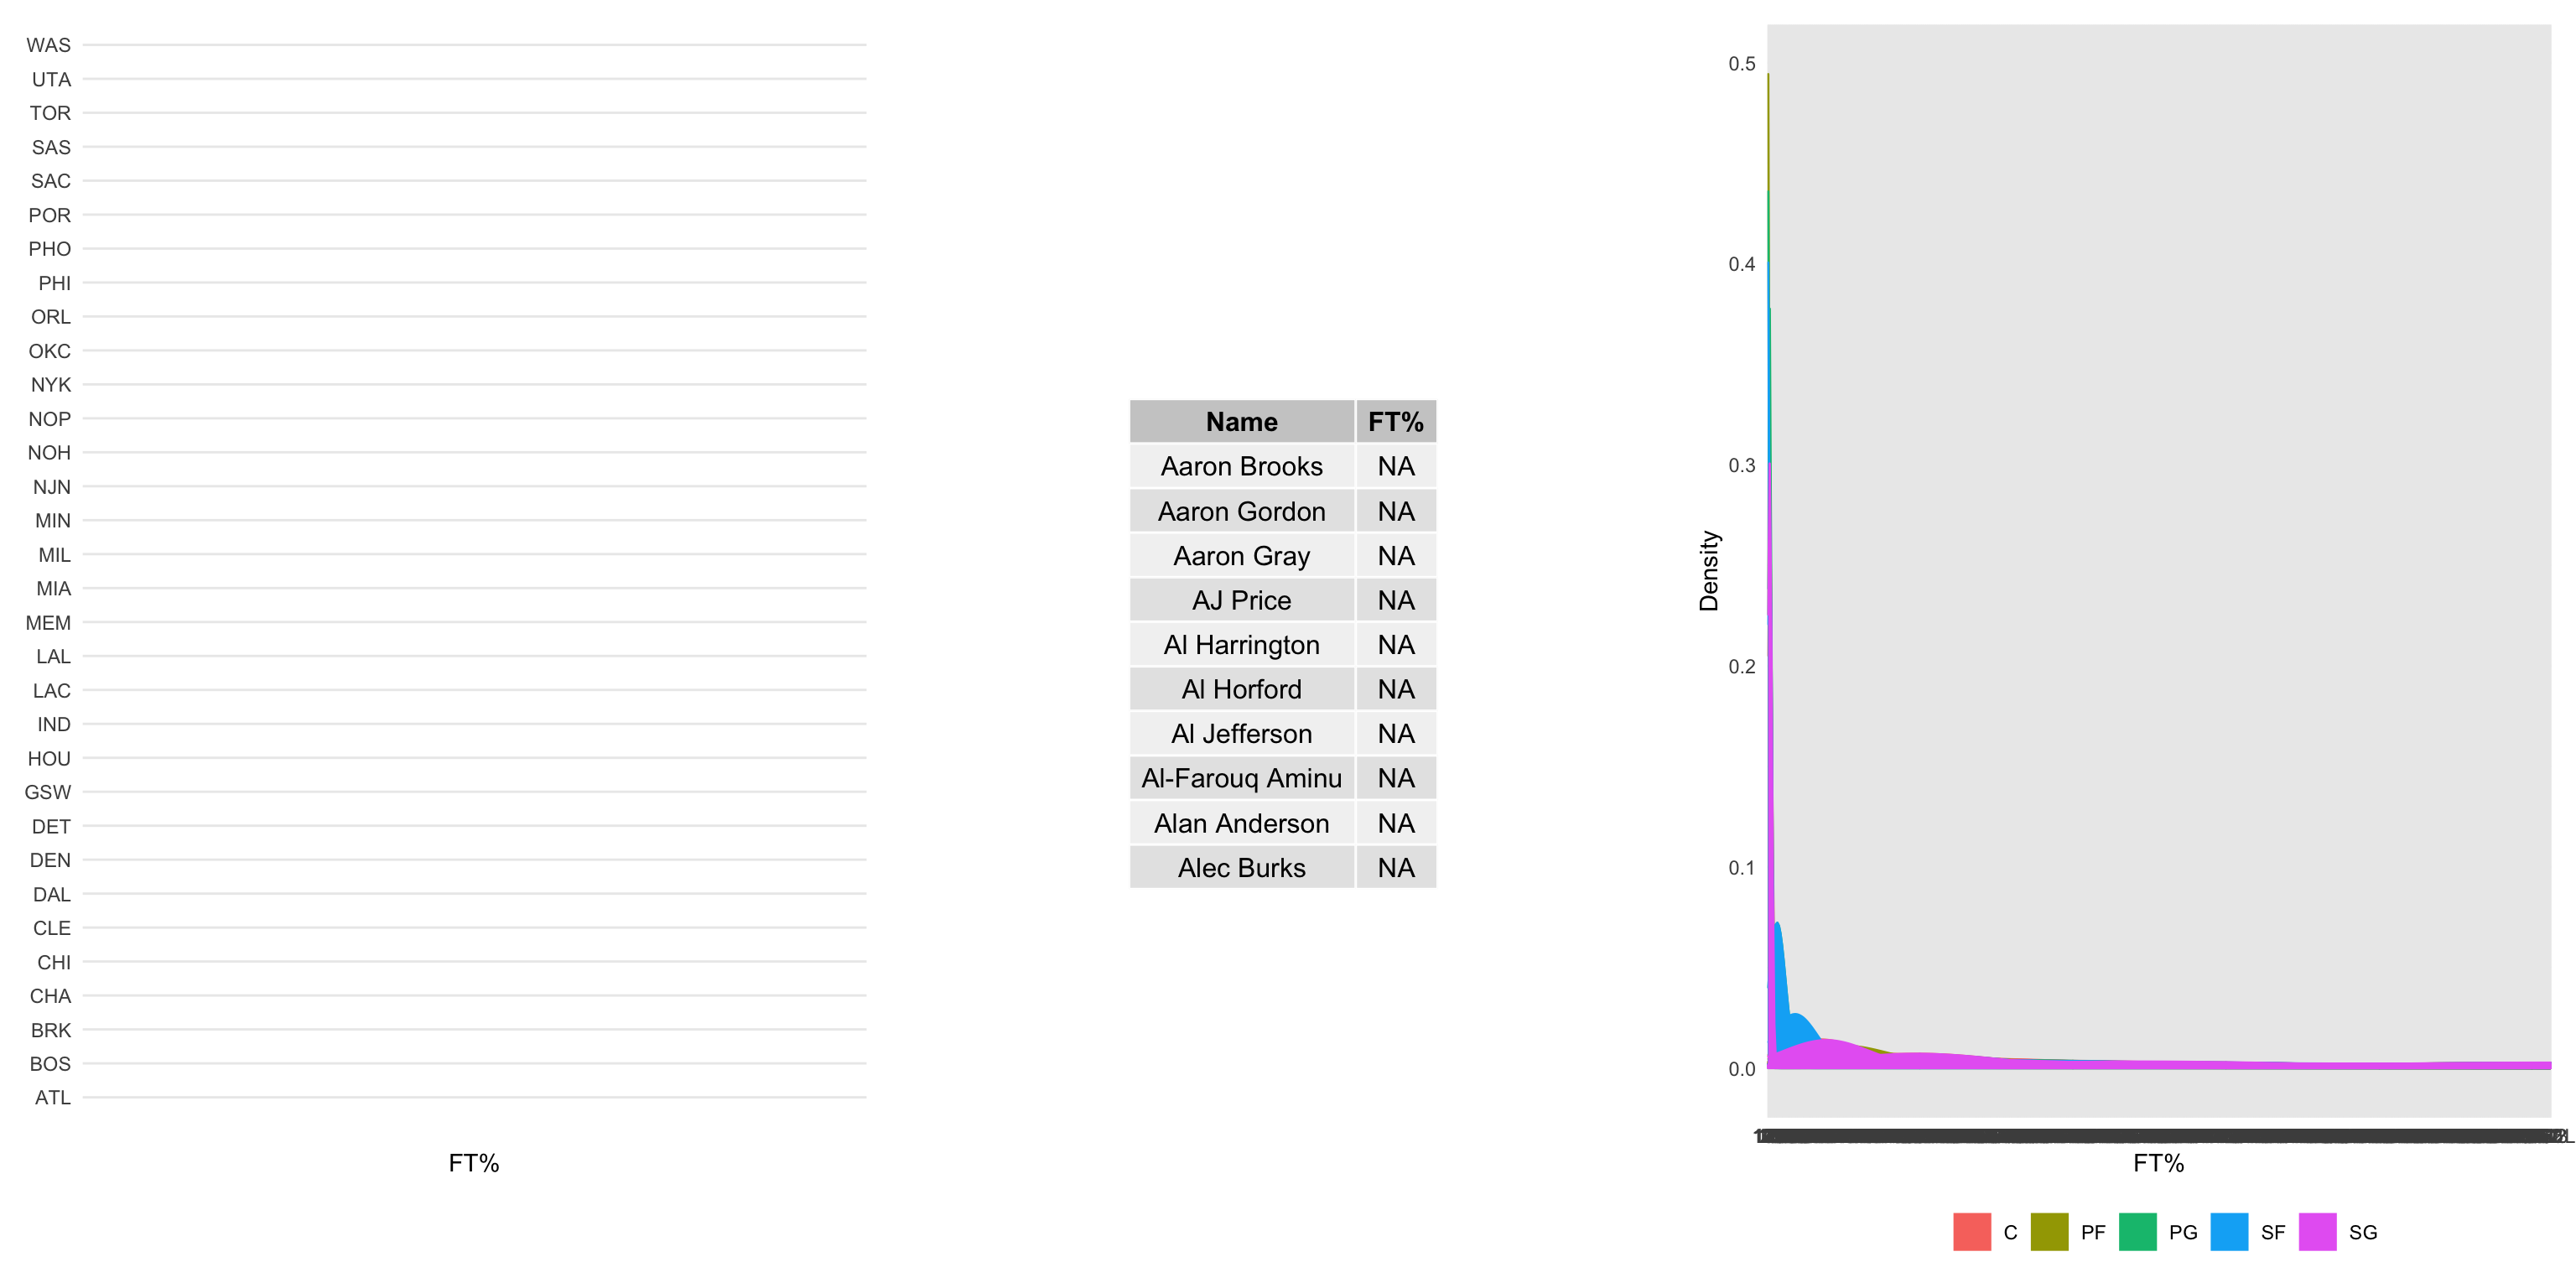 WAS
UTA
TOR
SAS
SAC
POR
PHO
PHI
ORL
OKC
NYK
NOP
NOH
NJN
MIN
MIL
MIA
MEM
LAL
LAC
IND
HOU
GSW
DET
DEN
DAL
CLE
CHI
CHA
BRK
BOS
ATL
FT%
Name FT%
Aaron Brooks NA
Aaron Gordon NA
Aaron Gray NA
AJ Price NA
Al Harrington NA
Al Horford NA
Al Jefferson NA
Al-Farouq Aminu NA
Alan Anderson NA
Alec Burks NA
Density
0.5
0.4
0.3
0.2
0.1
0.0
FT%
C PF PG SF SG